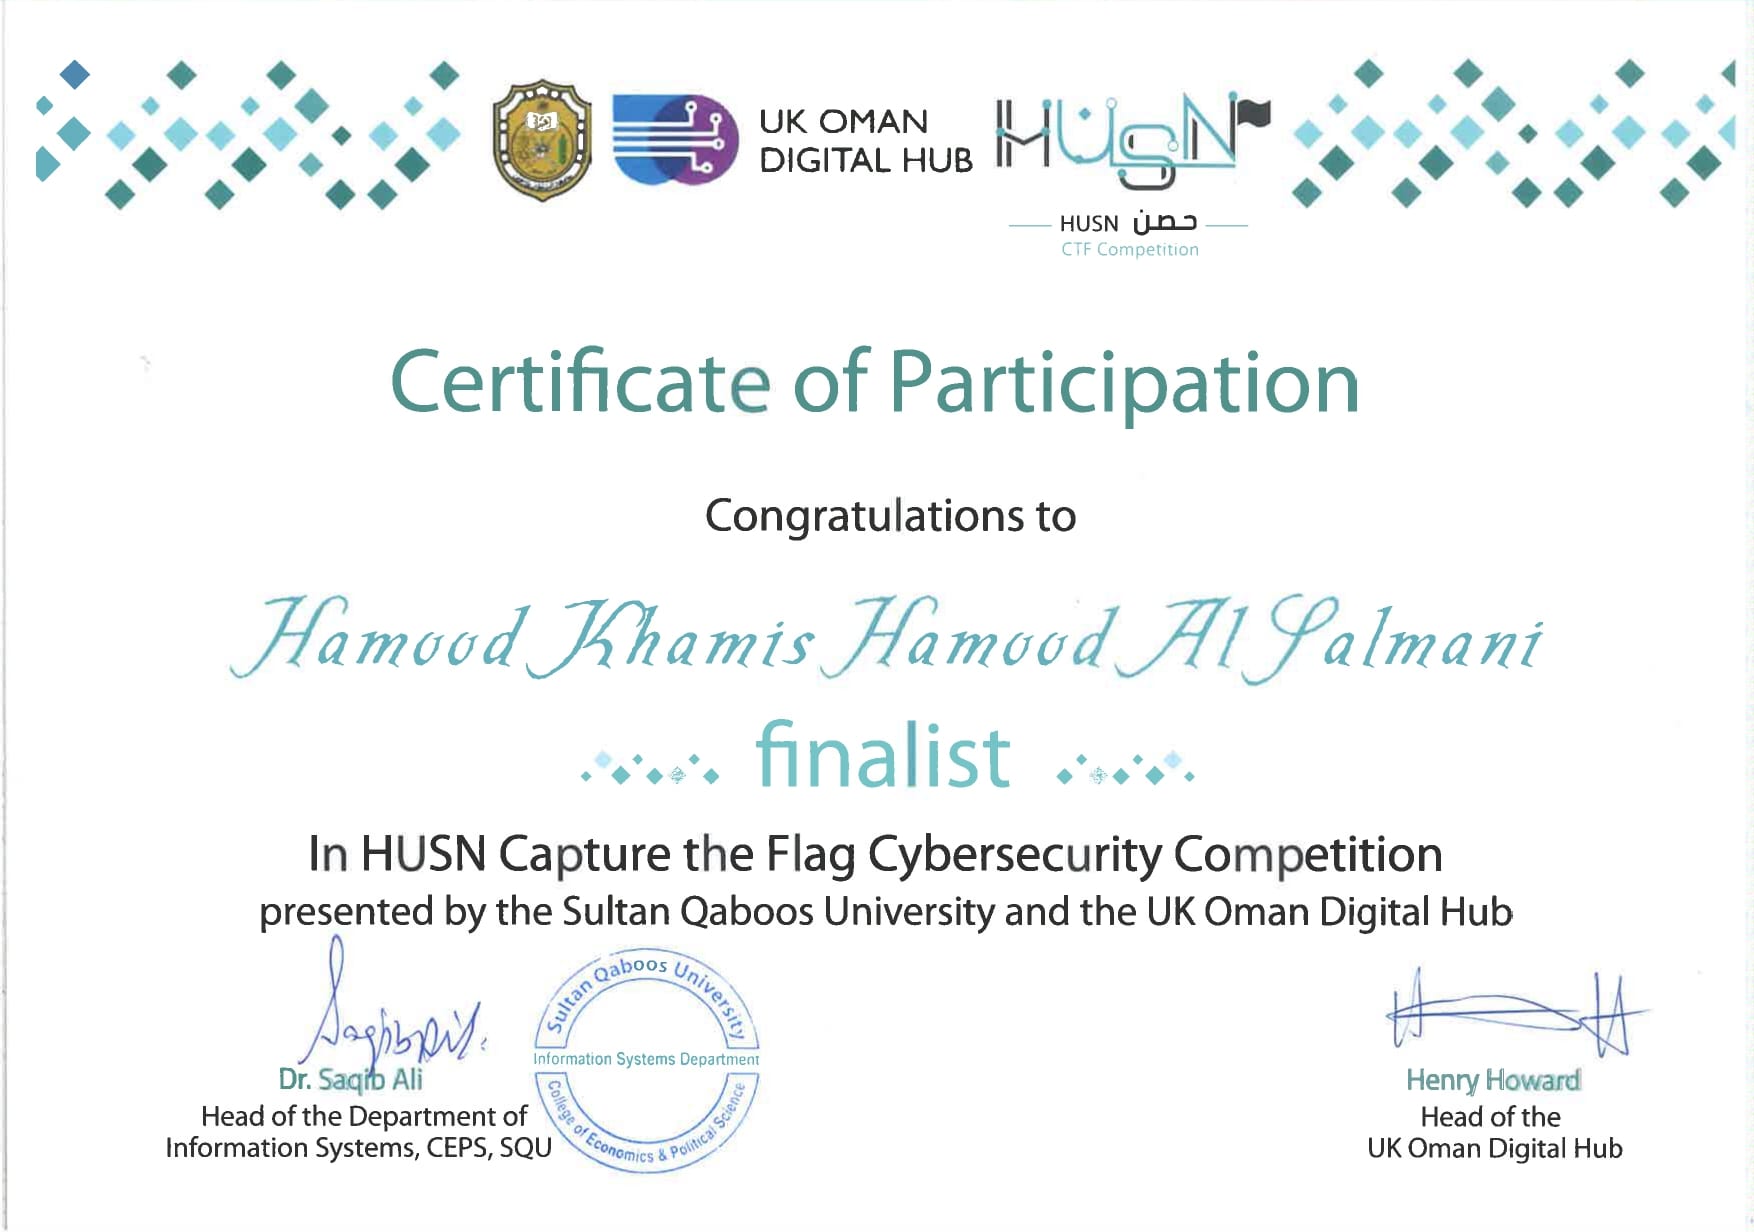 UK OMAN
DIGITAL HUB
HUSN
HUSN حصن
CTF Competition
Certificate of Participation
Congratulations to
Hamood Khamis Hamood Al Salmani
finalist
In HUSN Capture the Flag Cybersecurity Competition
presented by the Sultan Qaboos University and the UK Oman Digital Hub
Sultan Qaboos University
Information Systems Department
College of Economics & Political Science
Dr. Saqib Ali
Head of the Department of
Information Systems, CEPS, SQU
Henry Howard
Head of the
UK Oman Digital Hub